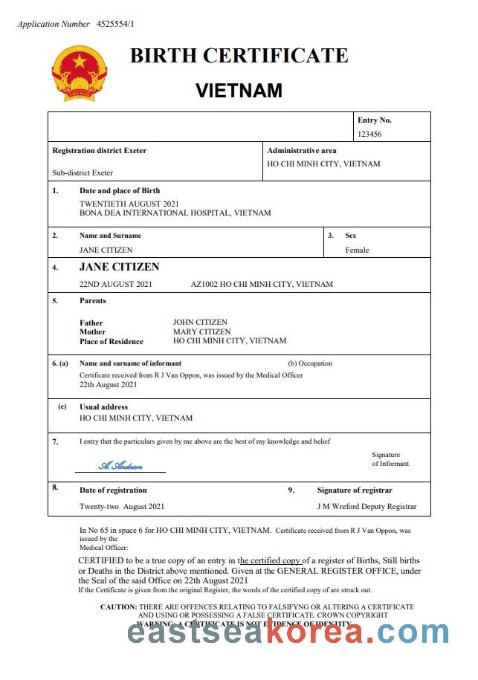 Application Number 4525554/1
BIRTH CERTIFICATE
VIETNAM
Entry No.
123456
Registration district Exeter
Administrative area
HO CHI MINH CITY, VIETNAM
Sub-district Exeter
1. Date and place of Birth
TWENTIETH AUGUST 2021
BONA DEA INTERNATIONAL HOSPITAL, VIETNAM
2. Name and Surname
3. Sex
JANE CITIZEN
Female
4. JANE CITIZEN
22ND AUGUST 2021 AZ1002 HO CHI MINH CITY, VIETNAM
5. Parents
Father JOHN CITIZEN
Mother MARY CITIZEN
Place of Residence HO CHI MINH CITY, VIETNAM
6. (a) Name and surname of informant (b) Occupation
Certificate received from R J Van Oppon, was issued by the Medical Officer
22th August 2021
(c) Usual address
HO CHI MINH CITY, VIETNAM
7. I entry that the particulars given by me above are the best of my knowledge and belief
Signature
of Informant
8. Date of registration 9. Signature of registrar
Twenty-two August 2021 J M Wreford Deputy Registrar
In No 65 in space 6 for HO CHI MINH CITY, VIETNAM. Certificate received from R J Van Oppon, was
issued by the
Medical Officer:
CERTIFIED to be a true copy of an entry in the certified copy of a register of Births, Still births
or Deaths in the District above mentioned. Given at the GENERAL REGISTER OFFICE, under
the Seal of the said Office on 22th August 2021
If the Certificate is given from the original Register, the words of the certified copy of are struck out.
CAUTION: THERE ARE OFFENCES RELATING TO FALSIFYNG OR ALTERING A CERTIFICATE
AND USING OR POSSESSING A FALSE CERTIFICATE. CROWN COPYRIGHT
WARNING: A CERTIFICATE IS NOT EVIDENCE OF IDENTITY.
eastseakorea.com